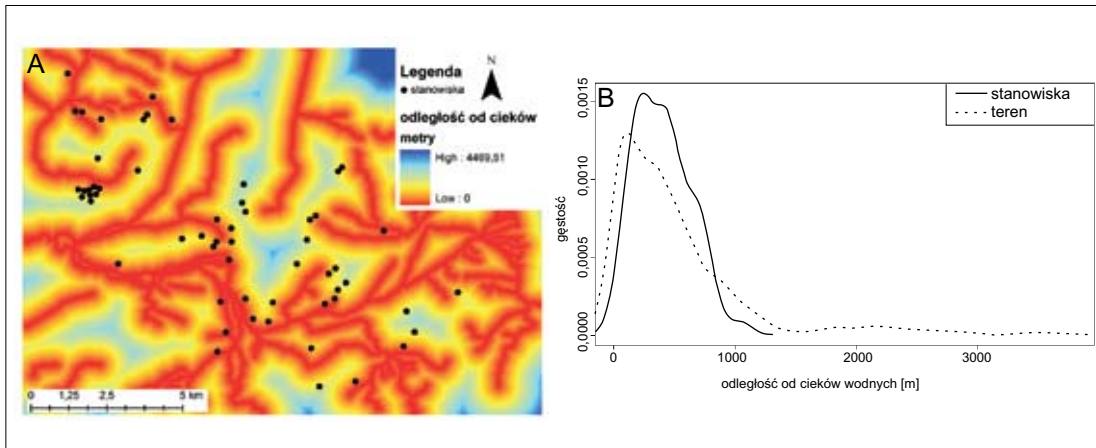 A
N
Legenda
stanowiska
odległość od cieków
metry
High : 4469,91
Low : 0
0 1,25 2,5 5 km
B
stanowiska
teren
gęstość
0,0015
0,0010
0,0005
0,0000
0 1000 2000 3000
odległość od cieków wodnych [m]